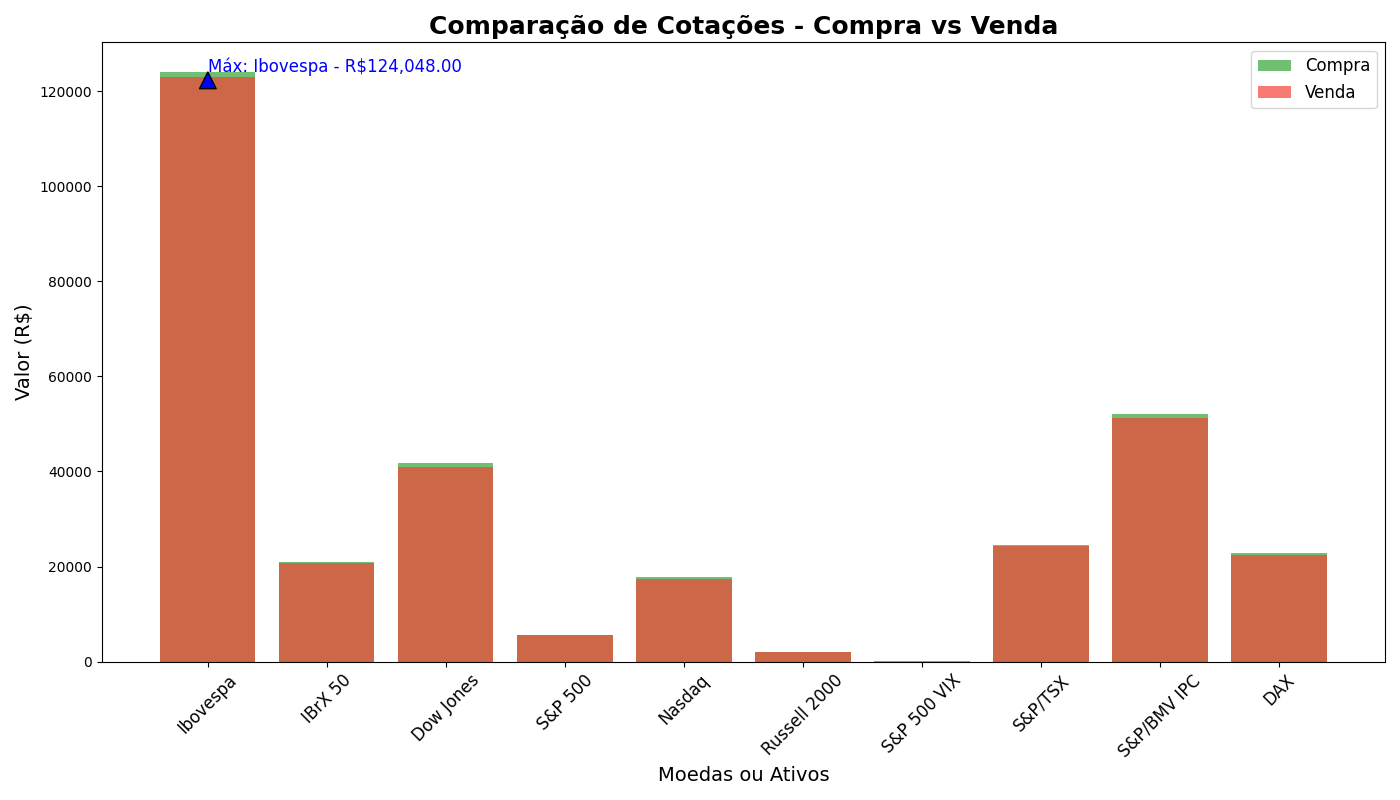 Comparação de Cotações - Compra vs Venda
Máx: Ibovespa - R$124,048.00
Compra
Venda
Valor (R$)
120000
100000
80000
60000
40000
20000
0
Ibovespa
IBrX 50
Dow Jones
S&P 500
Nasdaq
Russell 2000
S&P 500 VIX
S&P/TSX
S&P/BMV IPC
DAX
Moedas ou Ativos